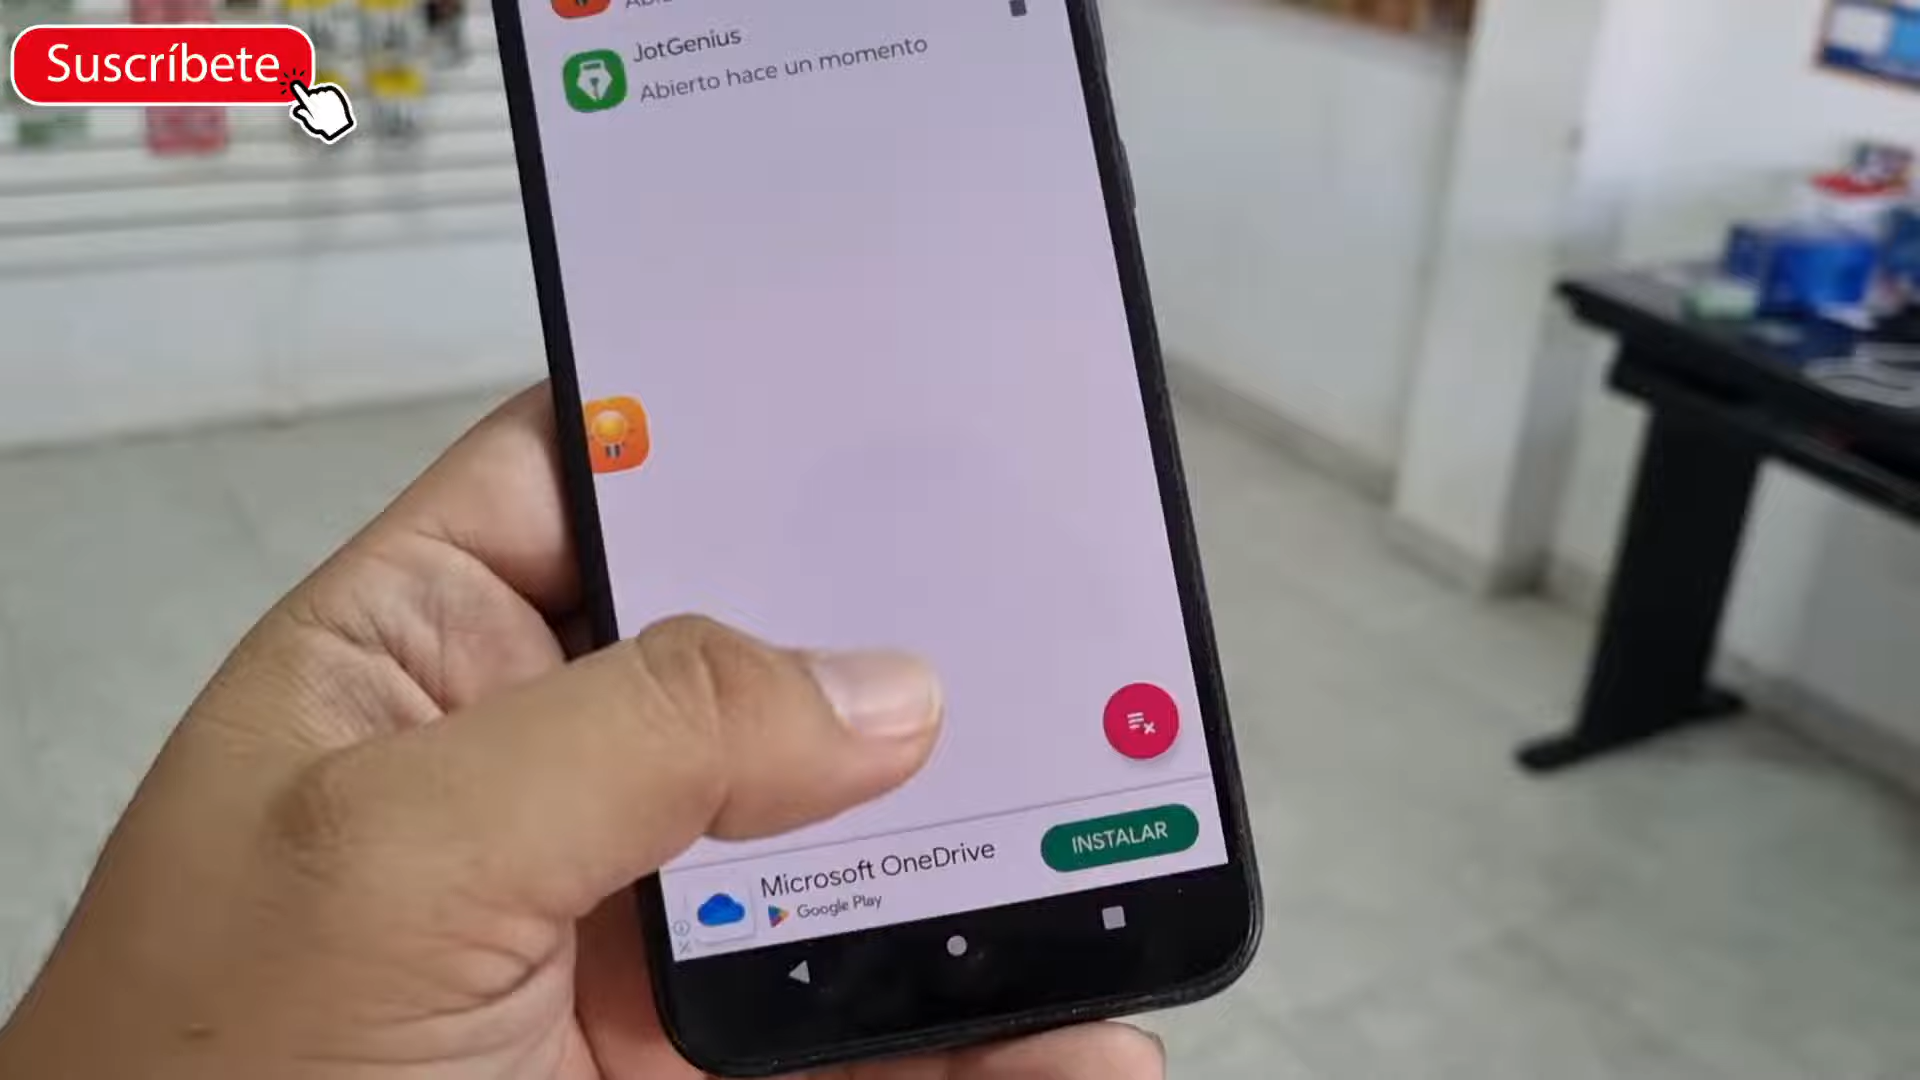 Suscríbete
JotGenius
Abierto hace un momento
Microsoft OneDrive
Google Play
INSTALAR